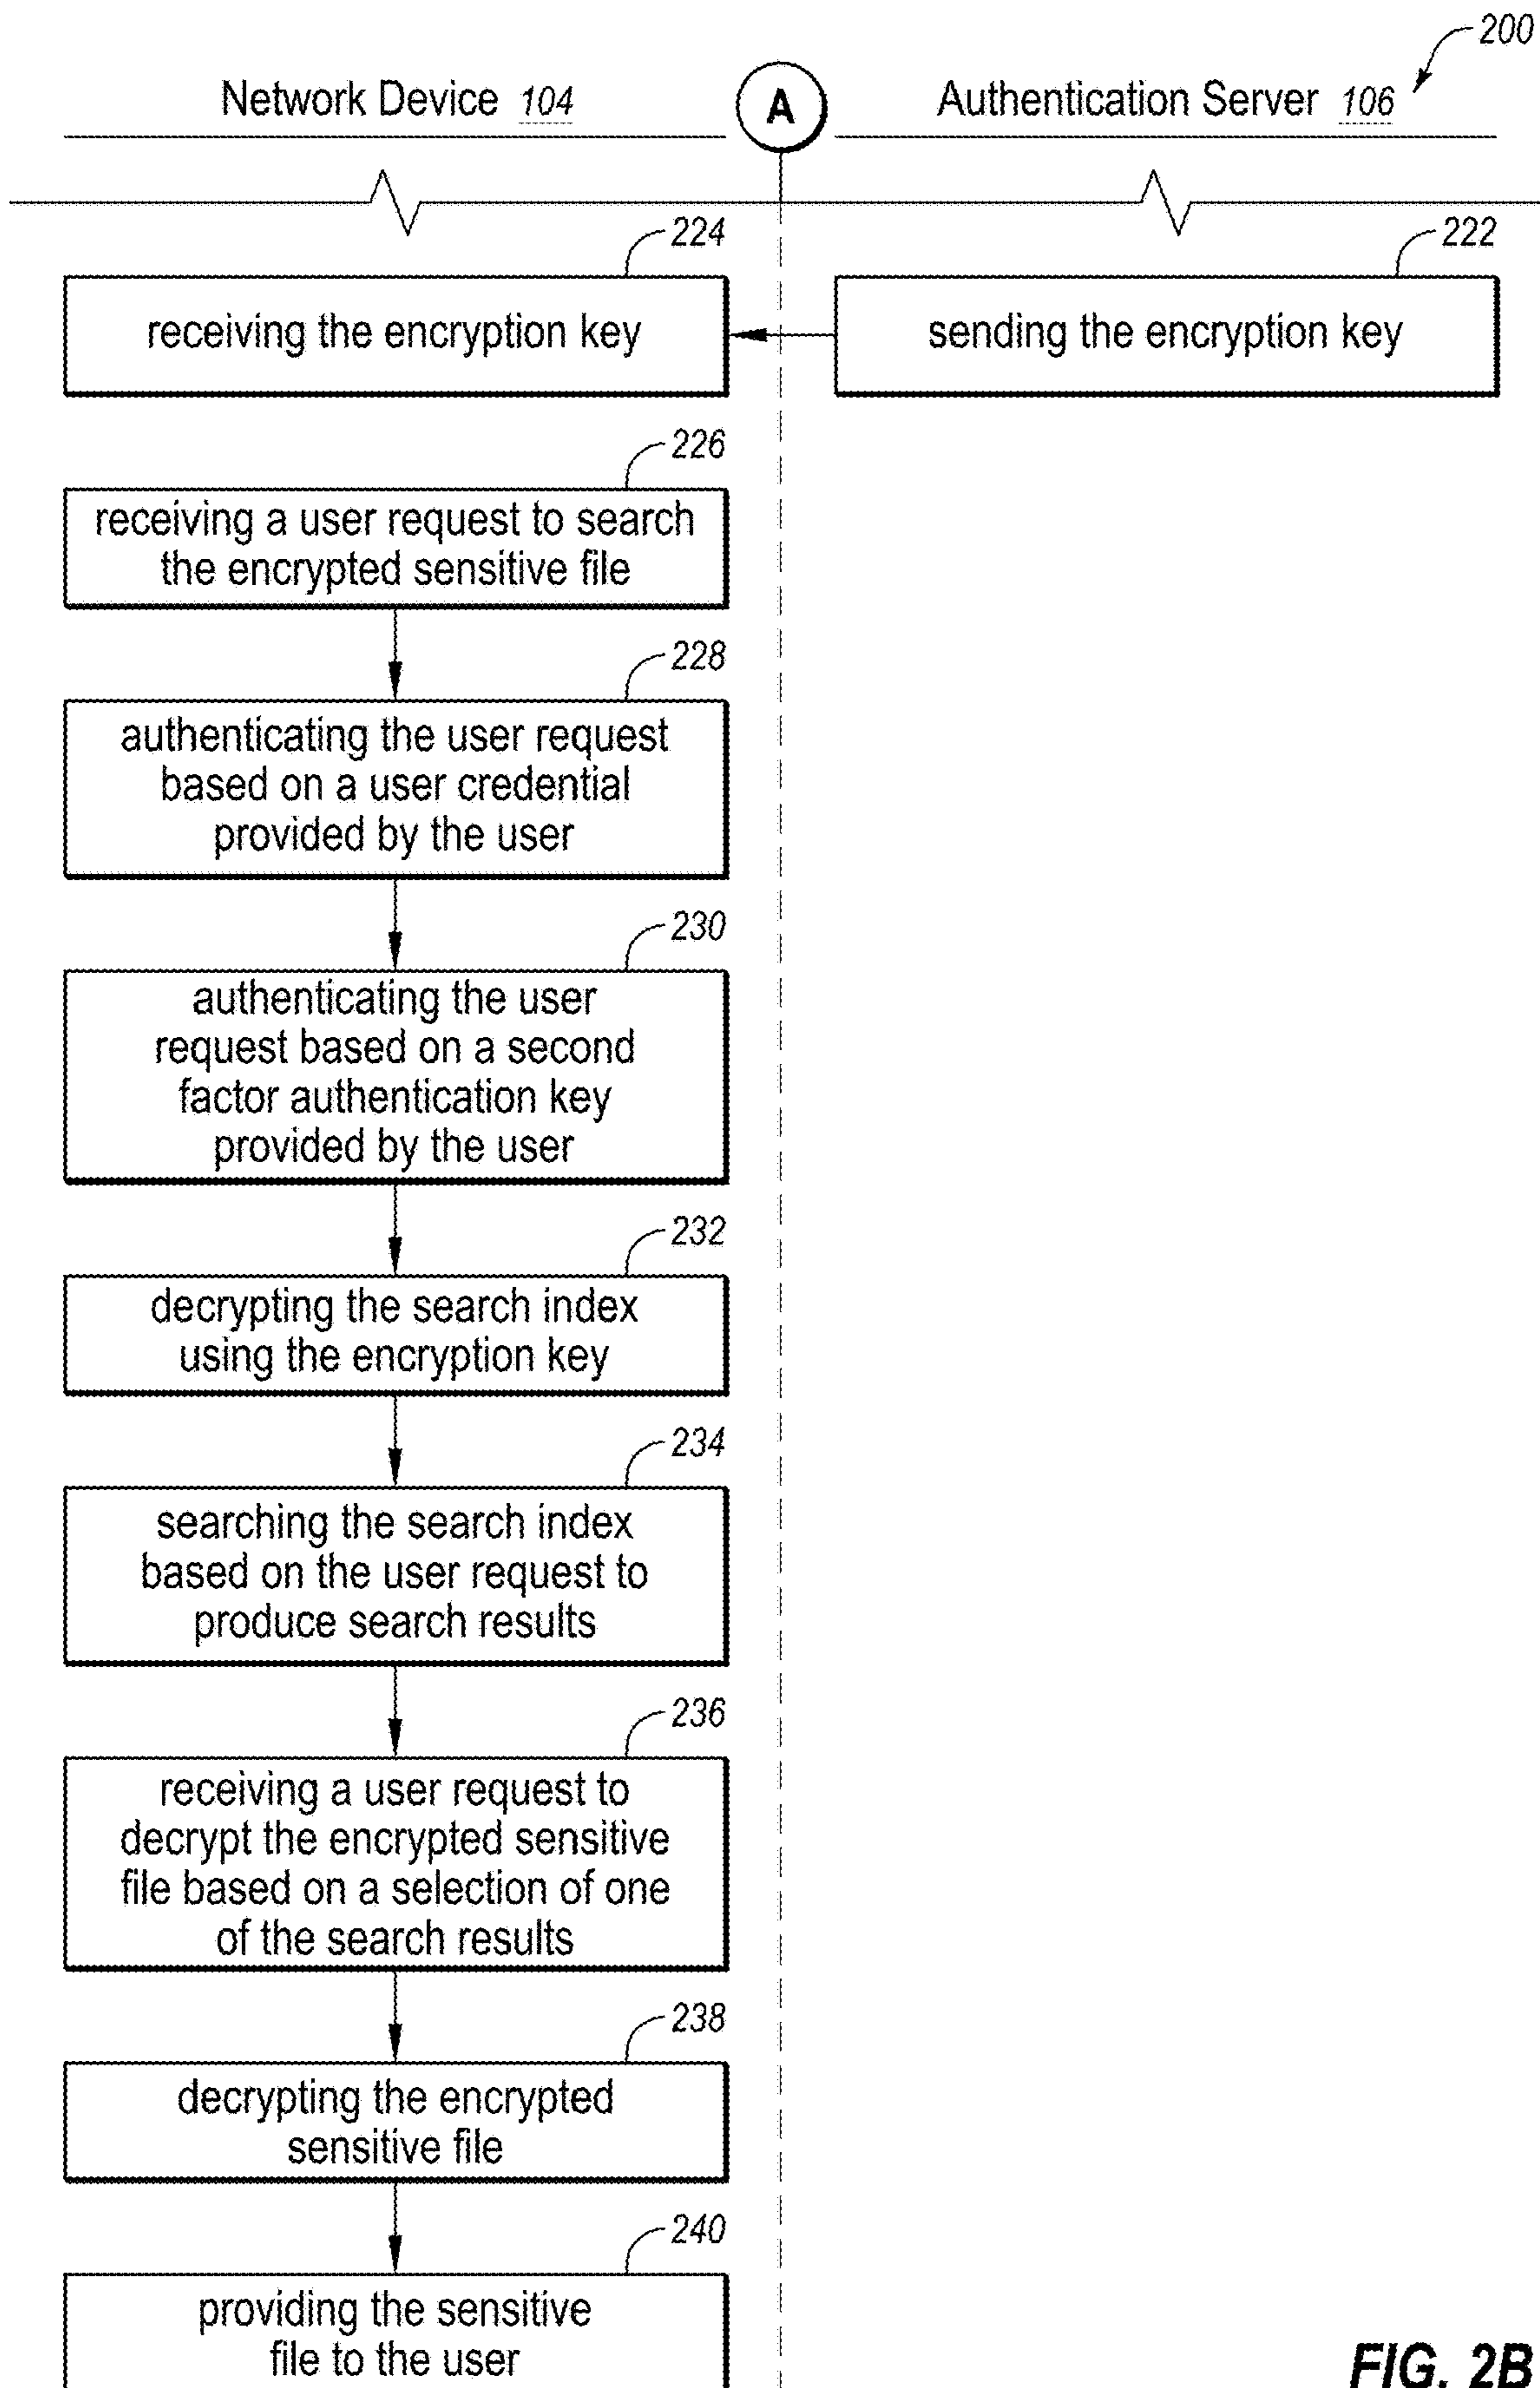 200
Network Device 104
A
Authentication Server 106
224
receiving the encryption key
222
sending the encryption key
226
receiving a user request to search
the encrypted sensitive file
228
authenticating the user request
based on a user credential
provided by the user
230
authenticating the user
request based on a second
factor authentication key
provided by the user
232
decrypting the search index
using the encryption key
234
searching the search index
based on the user request to
produce search results
236
receiving a user request to
decrypt the encrypted sensitive
file based on a selection of one
of the search results
238
decrypting the encrypted
sensitive file
240
providing the sensitive
file to the user
FIG. 2B